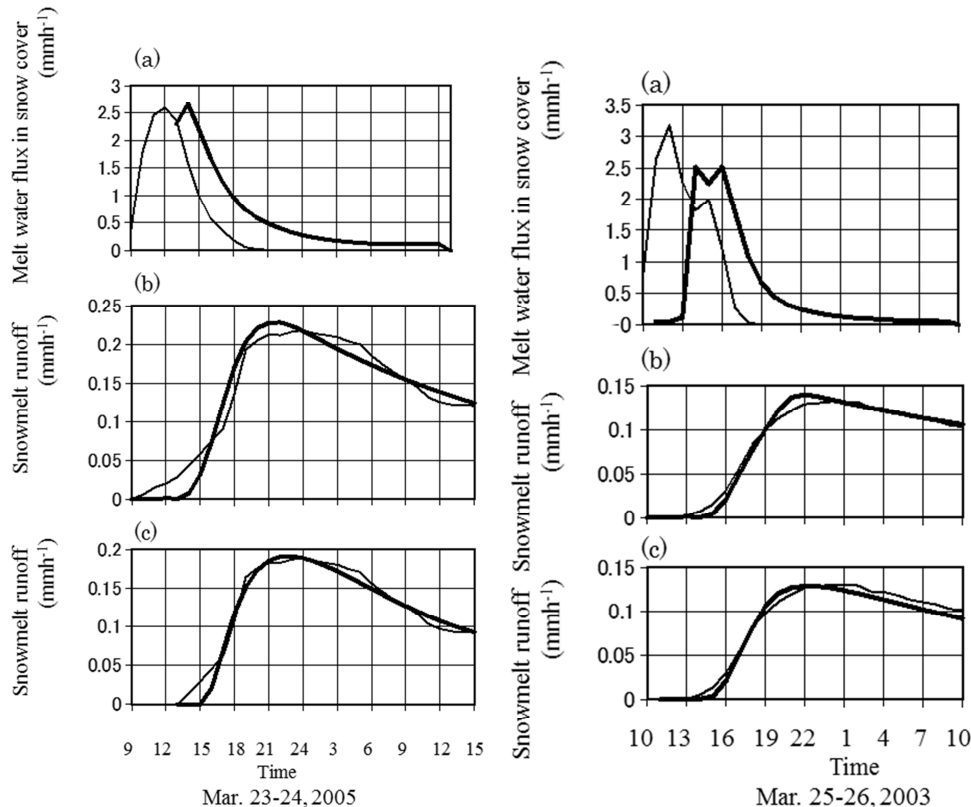 (a)
Melt water flux in snow cover
(mmh-1)
3
2.5
2
1.5
1
0.5
0
(b)
Snowmelt runoff
(mmh-1)
0.25
0.2
0.15
0.1
0.05
0
(c)
Snowmelt runoff
(mmh-1)
0.2
0.15
0.1
0.05
0
9 12 15 18 21 24 3 6 9 12 15
Time
Mar. 23-24, 2005
(a)
Melt water flux in snow cover
(mmh-1)
3.5
3
2.5
2
1.5
1
0.5
-0
(b)
Snowmelt runoff
(mmh-1)
0.15
0.1
0.05
0
(c)
Snowmelt runoff
(mmh-1)
0.15
0.1
0.05
0
10 13 16 19 22 1 4 7 10
Time
Mar. 25-26, 2003